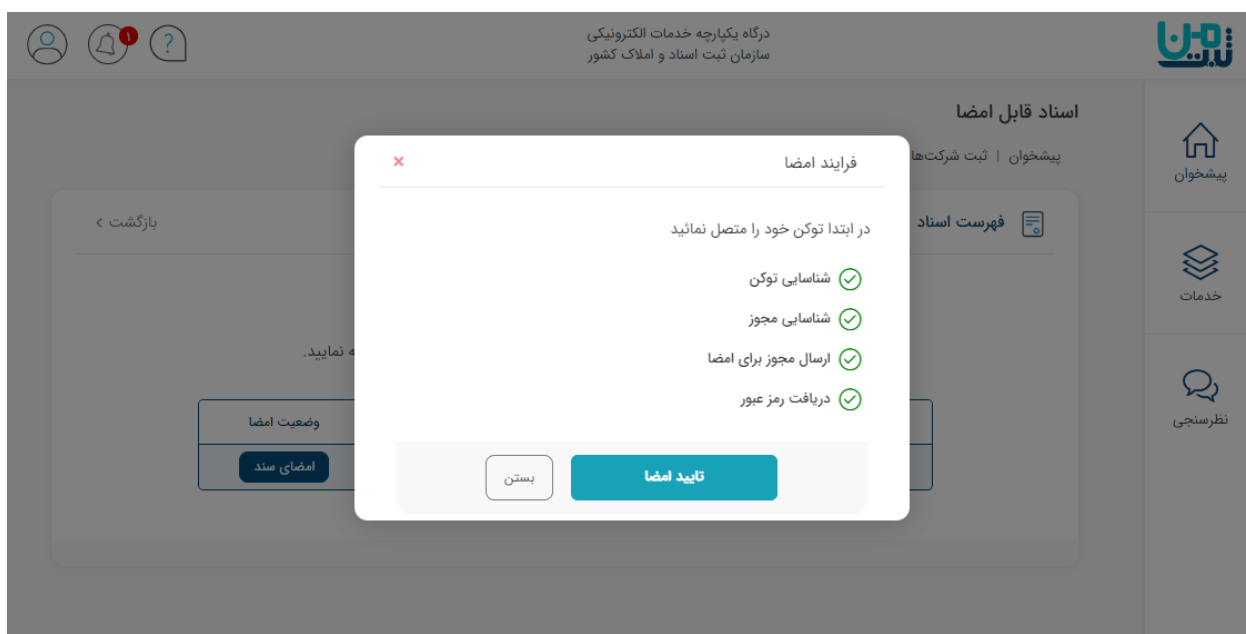 ثبت من
درگاه یکپارچه خدمات الکترونیکی
سازمان ثبت اسناد و املاک کشور
?
۱
پیشخوان
خدمات
نظرسنجی
اسناد قابل امضا
پیشخوان | ثبت شرکت‌ها
فهرست اسناد
بازگشت >
نمایید.
وضعیت امضا
امضای سند
فرایند امضا
×
در ابتدا توکن خود را متصل نمائید
شناسایی توکن
شناسایی مجوز
ارسال مجوز برای امضا
دریافت رمز عبور
تایید امضا
بستن